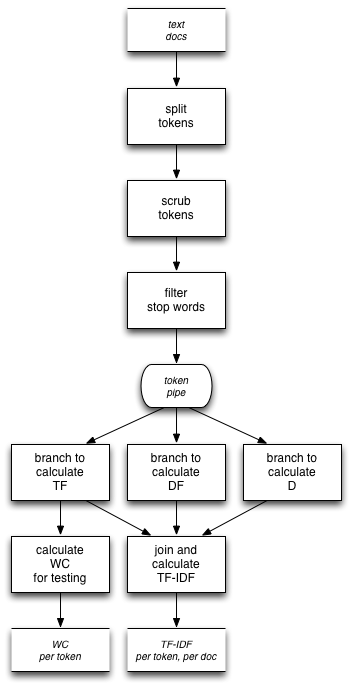 text
docs
split
tokens
scrub
tokens
filter
stop words
token
pipe
branch to
calculate
TF
branch to
calculate
DF
branch to
calculate
D
calculate
WC
for testing
join and
calculate
TF-IDF
WC
per token
TF-IDF
per token, per doc